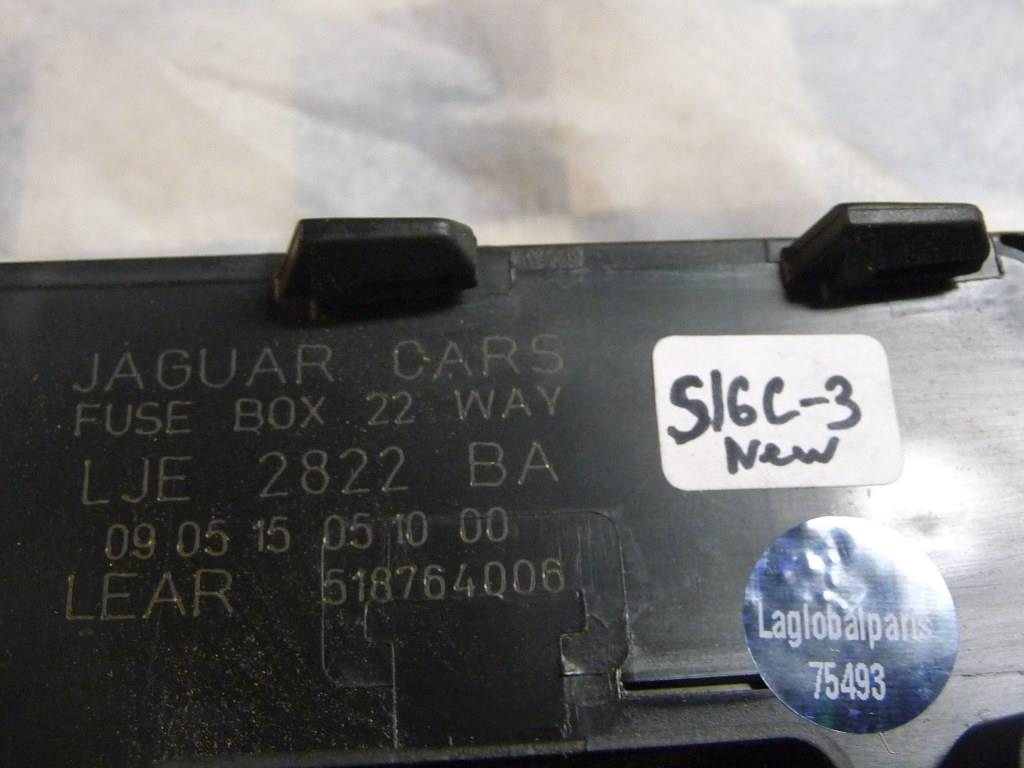 JAGUAR CARS
FUSE BOX 22 WAY
LJE 2822 BA
09 05 15 05 10 00
LEAR 518764006
S16C-3
New
Laglobalparts
75493